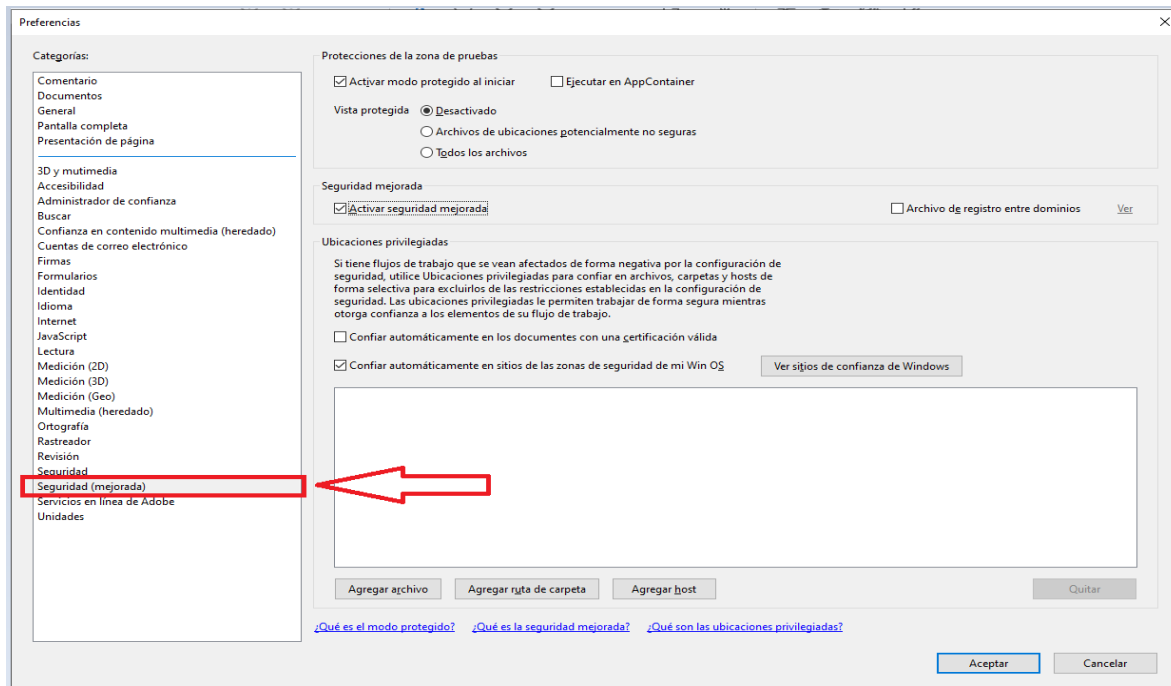 Preferencias
Categorías:
Comentario
Documentos
General
Pantalla completa
Presentación de página
3D y mutimedia
Accesibilidad
Administrador de confianza
Buscar
Confianza en contenido multimedia (heredado)
Cuentas de correo electrónico
Firmas
Formularios
Identidad
Idioma
Internet
JavaScript
Lectura
Medición (2D)
Medición (3D)
Medición (Geo)
Multimedia (heredado)
Ortografía
Rastreador
Revisión
Seguridad
Seguridad (mejorada)
Servicios en línea de Adobe
Unidades
Protecciones de la zona de pruebas
Activar modo protegido al iniciar Ejecutar en AppContainer
Vista protegida Desactivado
Archivos de ubicaciones potencialmente no seguras
Todos los archivos
Seguridad mejorada
Activar seguridad mejorada Archivo de registro entre dominios Ver
Ubicaciones privilegiadas
Si tiene flujos de trabajo que se vean afectados de forma negativa por la configuración de
seguridad, utilice Ubicaciones privilegiadas para confiar en archivos, carpetas y hosts de
forma selectiva para excluirlos de las restricciones establecidas en la configuración de
seguridad. Las ubicaciones privilegiadas le permiten trabajar de forma segura mientras
otorga confianza a los elementos de su flujo de trabajo.
Confiar automáticamente en los documentes con una certificación válida
Confiar automáticamente en sitios de las zonas de seguridad de mi Win OS Ver sitios de confianza de Windows
Agregar archivo Agregar ruta de carpeta Agregar host Quitar
¿Qué es el modo protegido? ¿Qué es la seguridad mejorada? ¿Qué son las ubicaciones privilegiadas?
Aceptar Cancelar